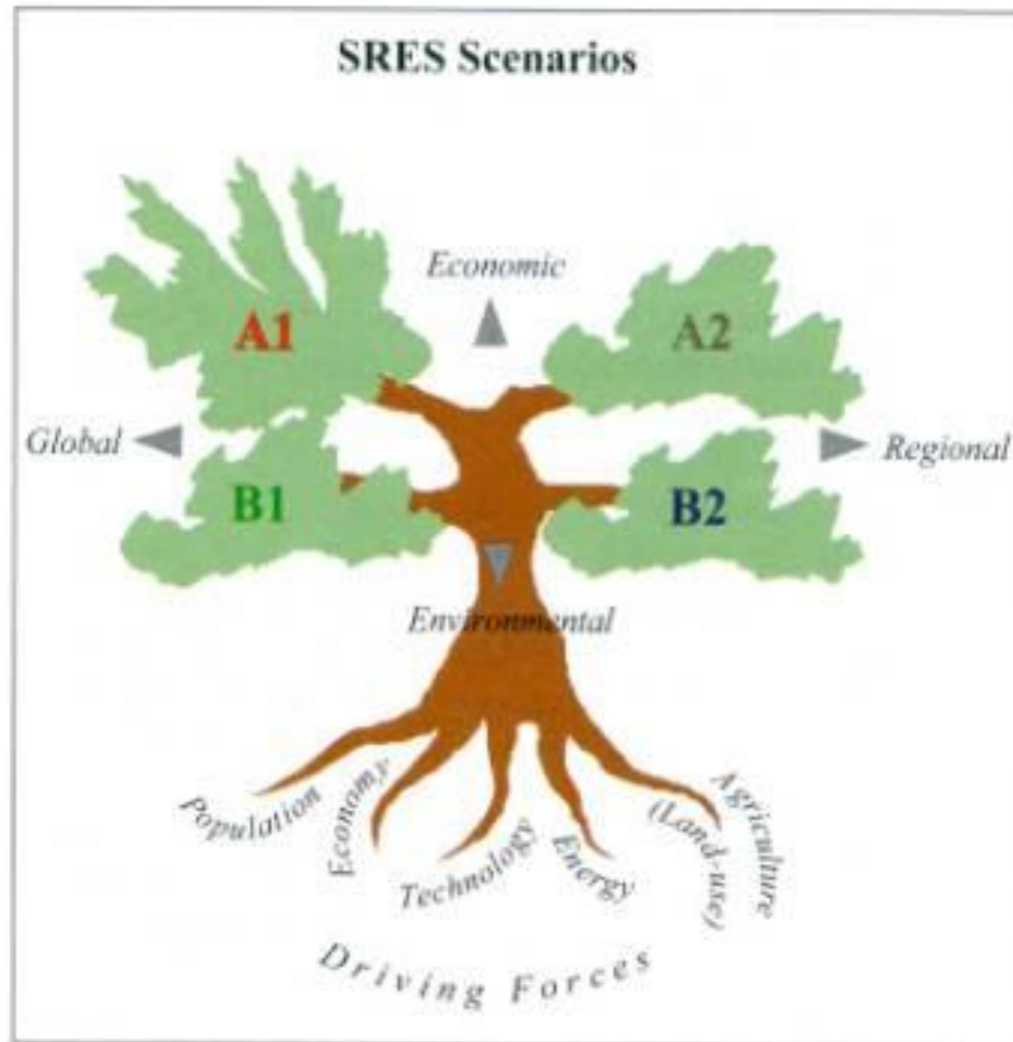 SRES Scenarios
Economic
A1
A2
Global
Regional
B1
B2
Environmental
Population
Economy
Technology
Energy
(Land-use)
Agriculture
Driving Forces